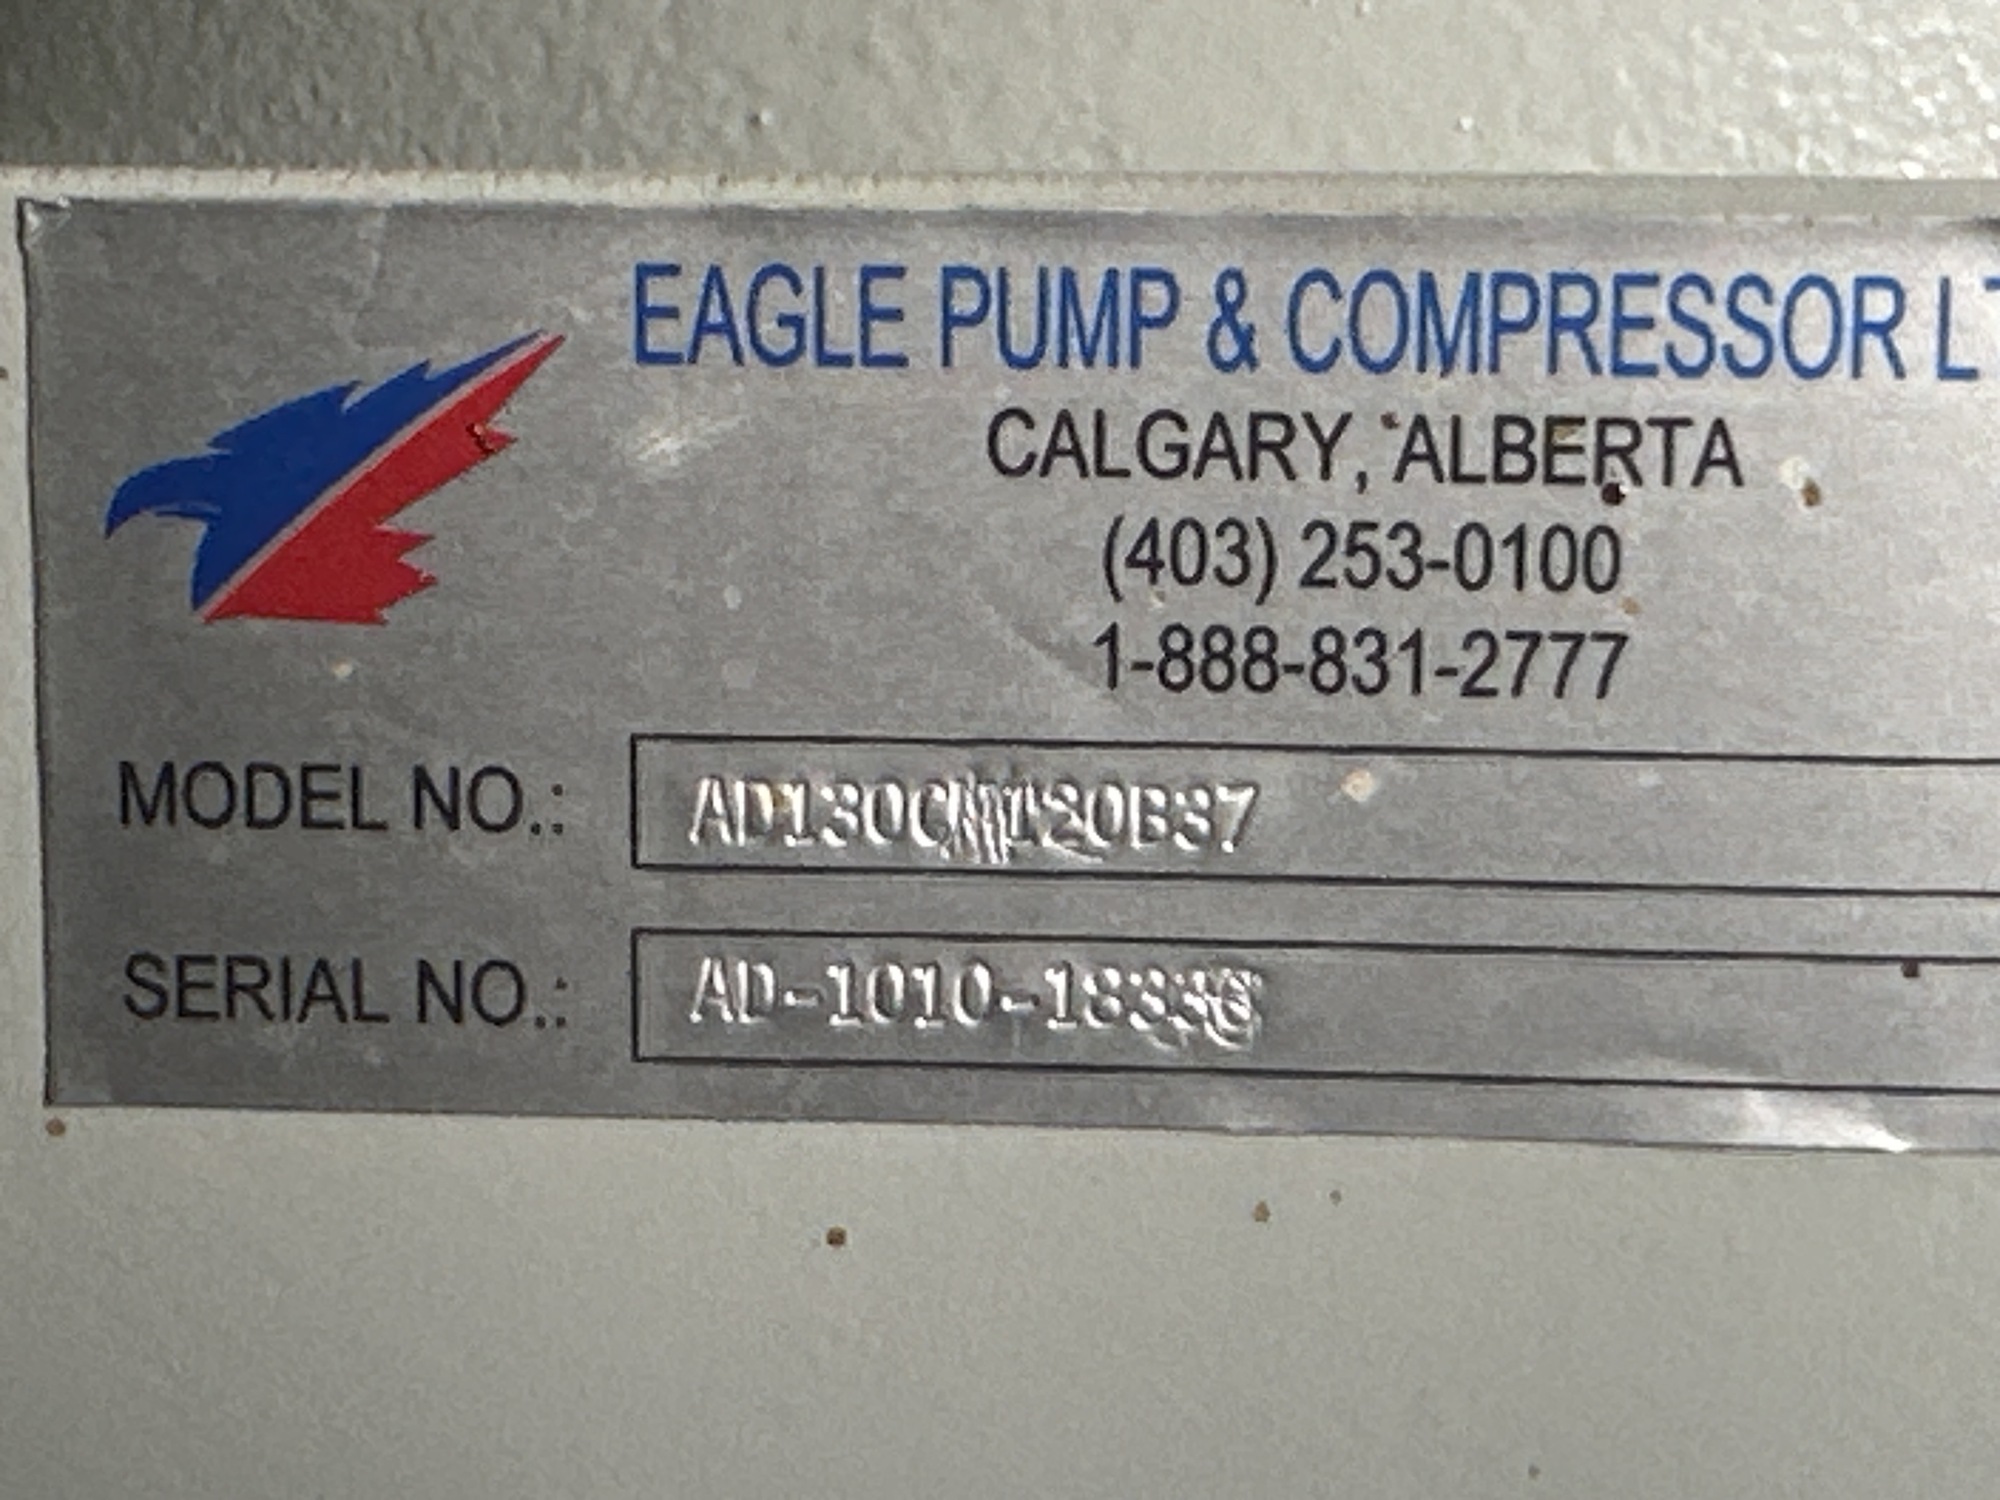 EAGLE PUMP & COMPRESSOR LT
CALGARY, ALBERTA
(403) 253-0100
1-888-831-2777
MODEL NO.:
SERIAL NO.: